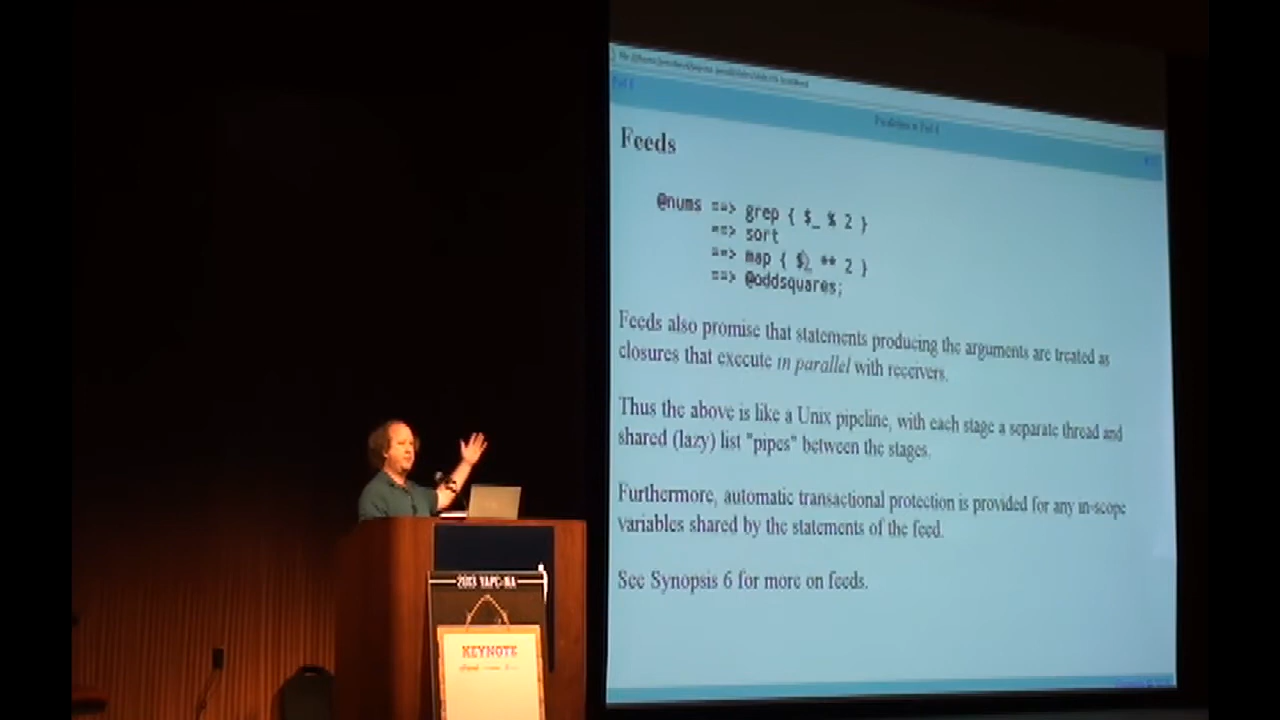 Feeds
@nums ==> grep { $_ % 2 }
==> sort
==> map { $_ ** 2 }
==> @oddsquares;
Feeds also promise that statements producing the arguments are treated as
closures that execute in parallel with receivers.
Thus the above is like a Unix pipeline, with each stage a separate thread and
shared (lazy) list "pipes" between the stages.
Furthermore, automatic transactional protection is provided for any in-scope
variables shared by the statements of the feed.
See Synopsis 6 for more on feeds.
2013 YAPC::NA
KEYNOTE